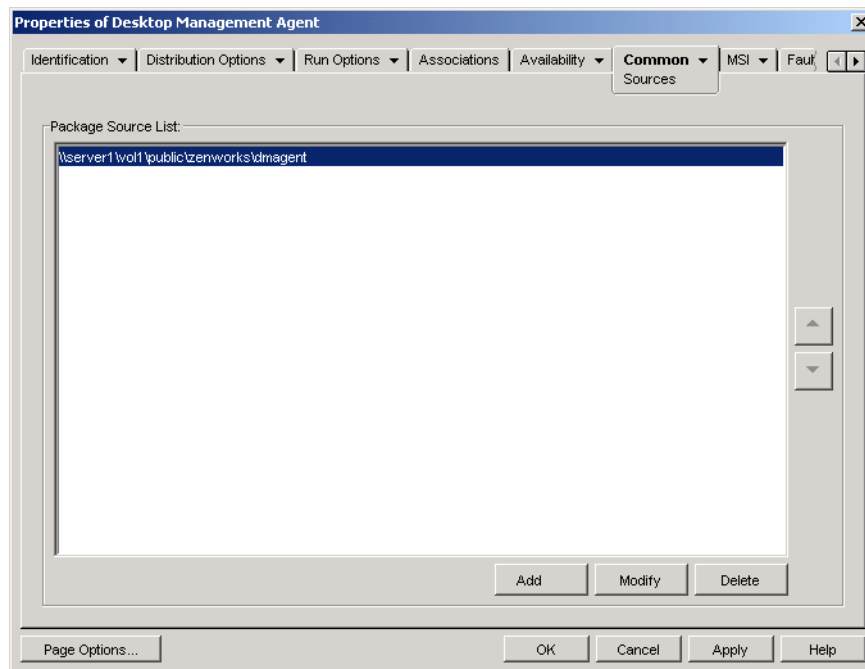 Properties of Desktop Management Agent
Identification Distribution Options Run Options Associations Availability Common MSI
Sources
Package Source List:
\\server1\vol1\public\zenworks\dmagent
Add Modify Delete
Page Options... OK Cancel Apply Help